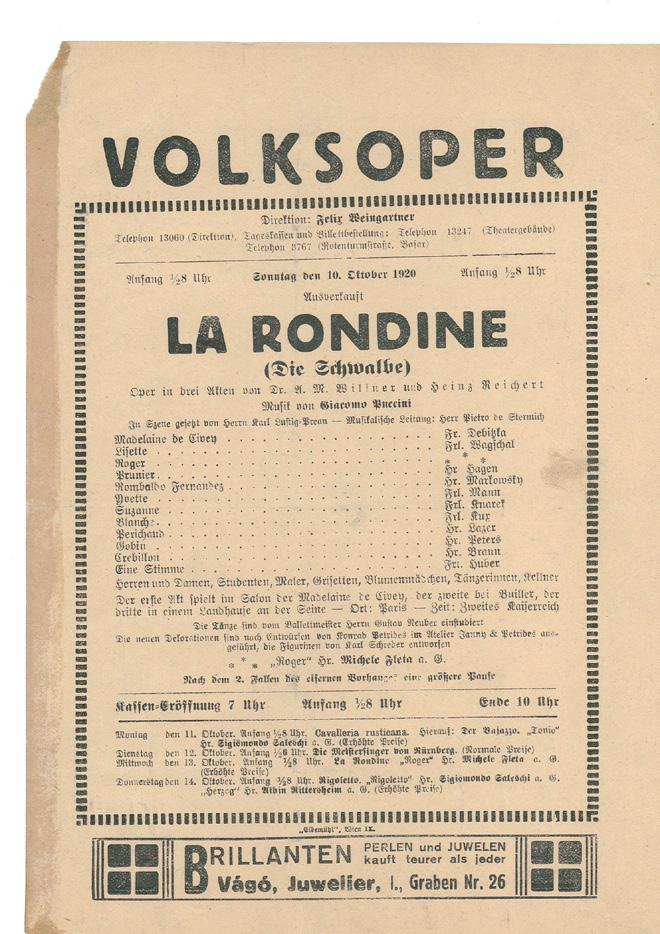 VOLKSOPER
Direktion: Felix Weingartner
Telephon 13060 (Direktion), Tageskassen und Billettbestellung: Telephon 13247 (Theatergebäude)
Telephon 3767 (Rotenturmstraße, Basar)
Anfang ½8 Uhr Sonntag den 10. Oktober 1920 Anfang ½8 Uhr
Ausverkauft
LA RONDINE
(Die Schwalbe)
Oper in drei Akten von Dr. A. M. Willner und Heinz Reichert
Musik von Giacomo Puccini
In Szene gesetzt von Herrn Karl Lustig-Prean — Musikalische Leitung: Herr Pietro de Stermich
Madelaine de Civey . . . . . . . . . . . . . . . . . Fr. Debitzka
Lisette . . . . . . . . . . . . . . . . . Frl. Wagschal
Roger . . . . . . . . . . . . . . . . . * * *
Prunier . . . . . . . . . . . . . . . . . Hr. Hagen
Rombaldo Fernandez . . . . . . . . . . . . . . . . . Hr. Markowsky
Yvette . . . . . . . . . . . . . . . . . Frl. Mann
Suzanne . . . . . . . . . . . . . . . . . Frl. Knarek
Blanche . . . . . . . . . . . . . . . . . Frl. Kux
Perichaud . . . . . . . . . . . . . . . . . Hr. Lazer
Gobin . . . . . . . . . . . . . . . . . Hr. Peters
Crebillon . . . . . . . . . . . . . . . . . Hr. Braun
Eine Stimme . . . . . . . . . . . . . . . . . Frl. Huber
Herren und Damen, Studenten, Maler, Grisetten, Blumenmädchen, Tänzerinnen, Kellner
Der erste Akt spielt im Salon der Madelaine de Civey, der zweite bei Builler, der
dritte in einem Landhause an der Seine — Ort: Paris — Zeit: Zweites Kaiserreich
Die Tänze sind vom Ballettmeister Herrn Gustav Neuber einstudiert
Die neuen Dekorationen sind nach Entwürfen von Konrad Petrides im Atelier Janny & Petrides aus-
geführt, die Figurinen von Karl Schreder entworfen
* * * „Roger" Hr. Michele Fleta a. G.
Nach dem 2. Fallen des eisernen Vorhanges eine größere Pause
Kassen-Eröffnung 7 Uhr Anfang ½8 Uhr Ende 10 Uhr
Montag den 11. Oktober. Anfang ½8 Uhr. Cavalleria rusticana. Hierauf: Der Bajazzo. „Tonio"
Hr. Sigismondo Saleschi a. G. (Erhöhte Preise)
Dienstag den 12. Oktober. Anfang ½6 Uhr. Die Meistersinger von Nürnberg. (Normale Preise)
Mittwoch den 13. Oktober. Anfang ½8 Uhr. La Rondine „Roger" Hr. Michele Fleta a. G.
(Erhöhte Preise)
Donnerstag den 14. Oktober. Anfang ½8 Uhr. Rigoletto. „Rigoletto" Hr. Sigismondo Saleschi a. G.
„Herzog" Hr. Albin Rittersheim a. G. (Erhöhte Preise)
„Elbemühl", Wien IX.
BRILLANTEN PERLEN und JUWELEN
kauft teurer als jeder
Vágó, Juwelier, I., Graben Nr. 26